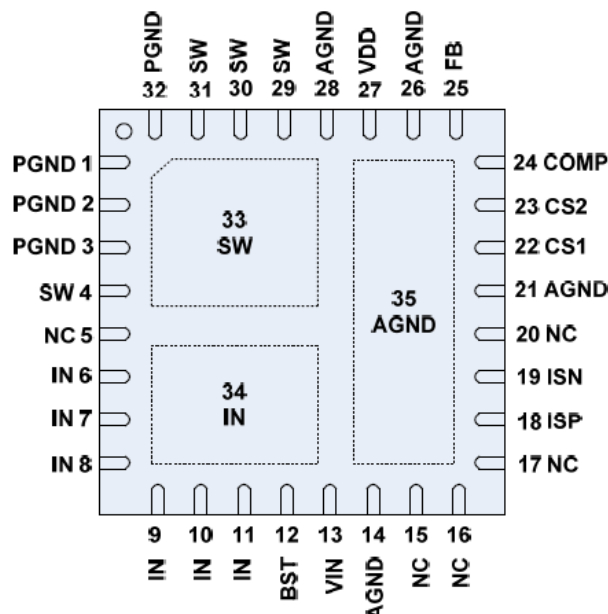 PGND
SW
SW
SW
AGND
VDD
AGND
FB
32 31 30 29 28 27 26 25
PGND 1
PGND 2
PGND 3
SW 4
NC 5
IN 6
IN 7
IN 8
33
SW
34
IN
35
AGND
24 COMP
23 CS2
22 CS1
21 AGND
20 NC
19 ISN
18 ISP
17 NC
9 10 11 12 13 14 15 16
IN
IN
IN
BST
VIN
AGND
NC
NC